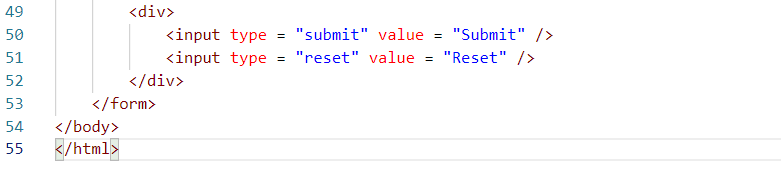 49 <div>
50 <input type = "submit" value = "Submit" />
51 <input type = "reset" value = "Reset" />
52 </div>
53 </form>
54 </body>
55 </html>